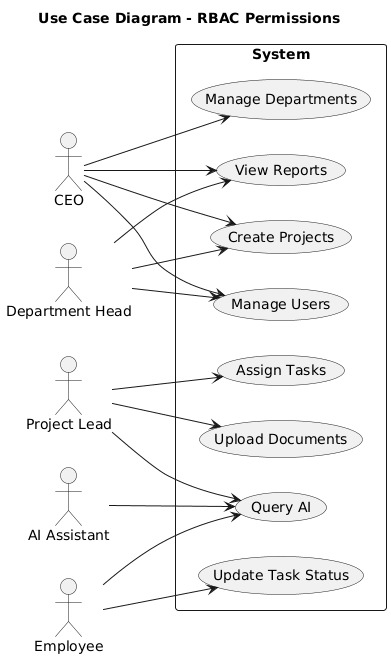 Use Case Diagram - RBAC Permissions
System
Manage Departments
View Reports
CEO
Create Projects
Department Head
Manage Users
Assign Tasks
Project Lead
Upload Documents
Query AI
AI Assistant
Update Task Status
Employee